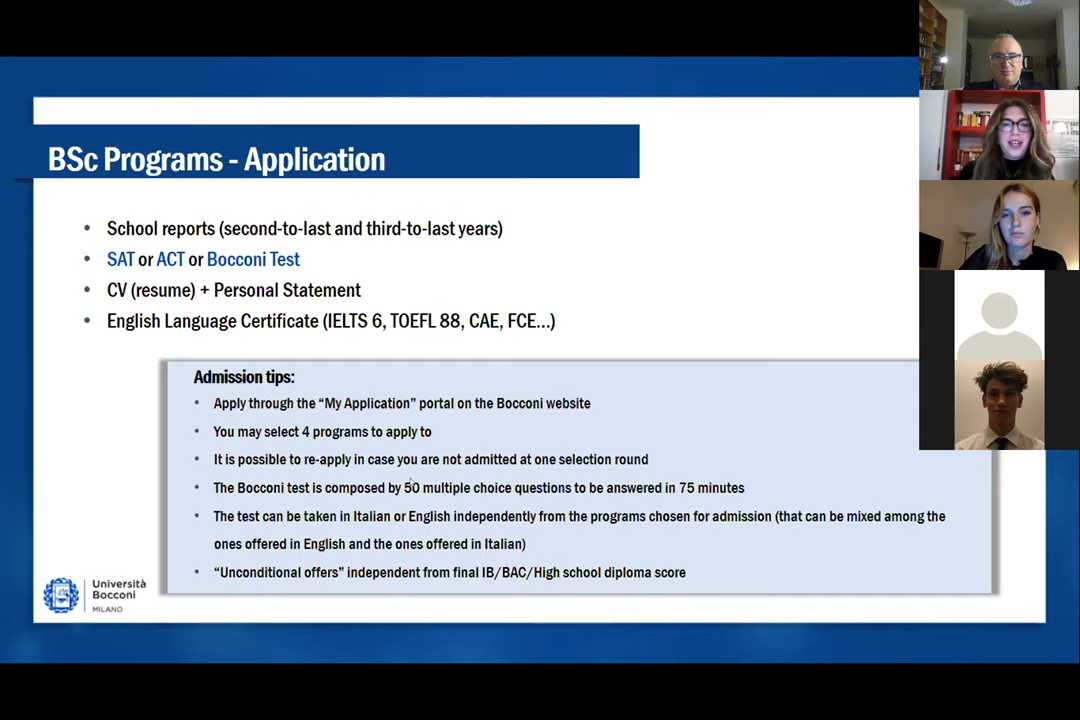 BSc Programs - Application
• School reports (second-to-last and third-to-last years)
• SAT or ACT or Bocconi Test
• CV (resume) + Personal Statement
• English Language Certificate (IELTS 6, TOEFL 88, CAE, FCE...)
Admission tips:
• Apply through the “My Application” portal on the Bocconi website
• You may select 4 programs to apply to
• It is possible to re-apply in case you are not admitted at one selection round
• The Bocconi test is composed by 50 multiple choice questions to be answered in 75 minutes
• The test can be taken in Italian or English independently from the programs chosen for admission (that can be mixed among the
ones offered in English and the ones offered in Italian)
• “Unconditional offers” independent from final IB/BAC/High school diploma score
Università
Bocconi
MILANO